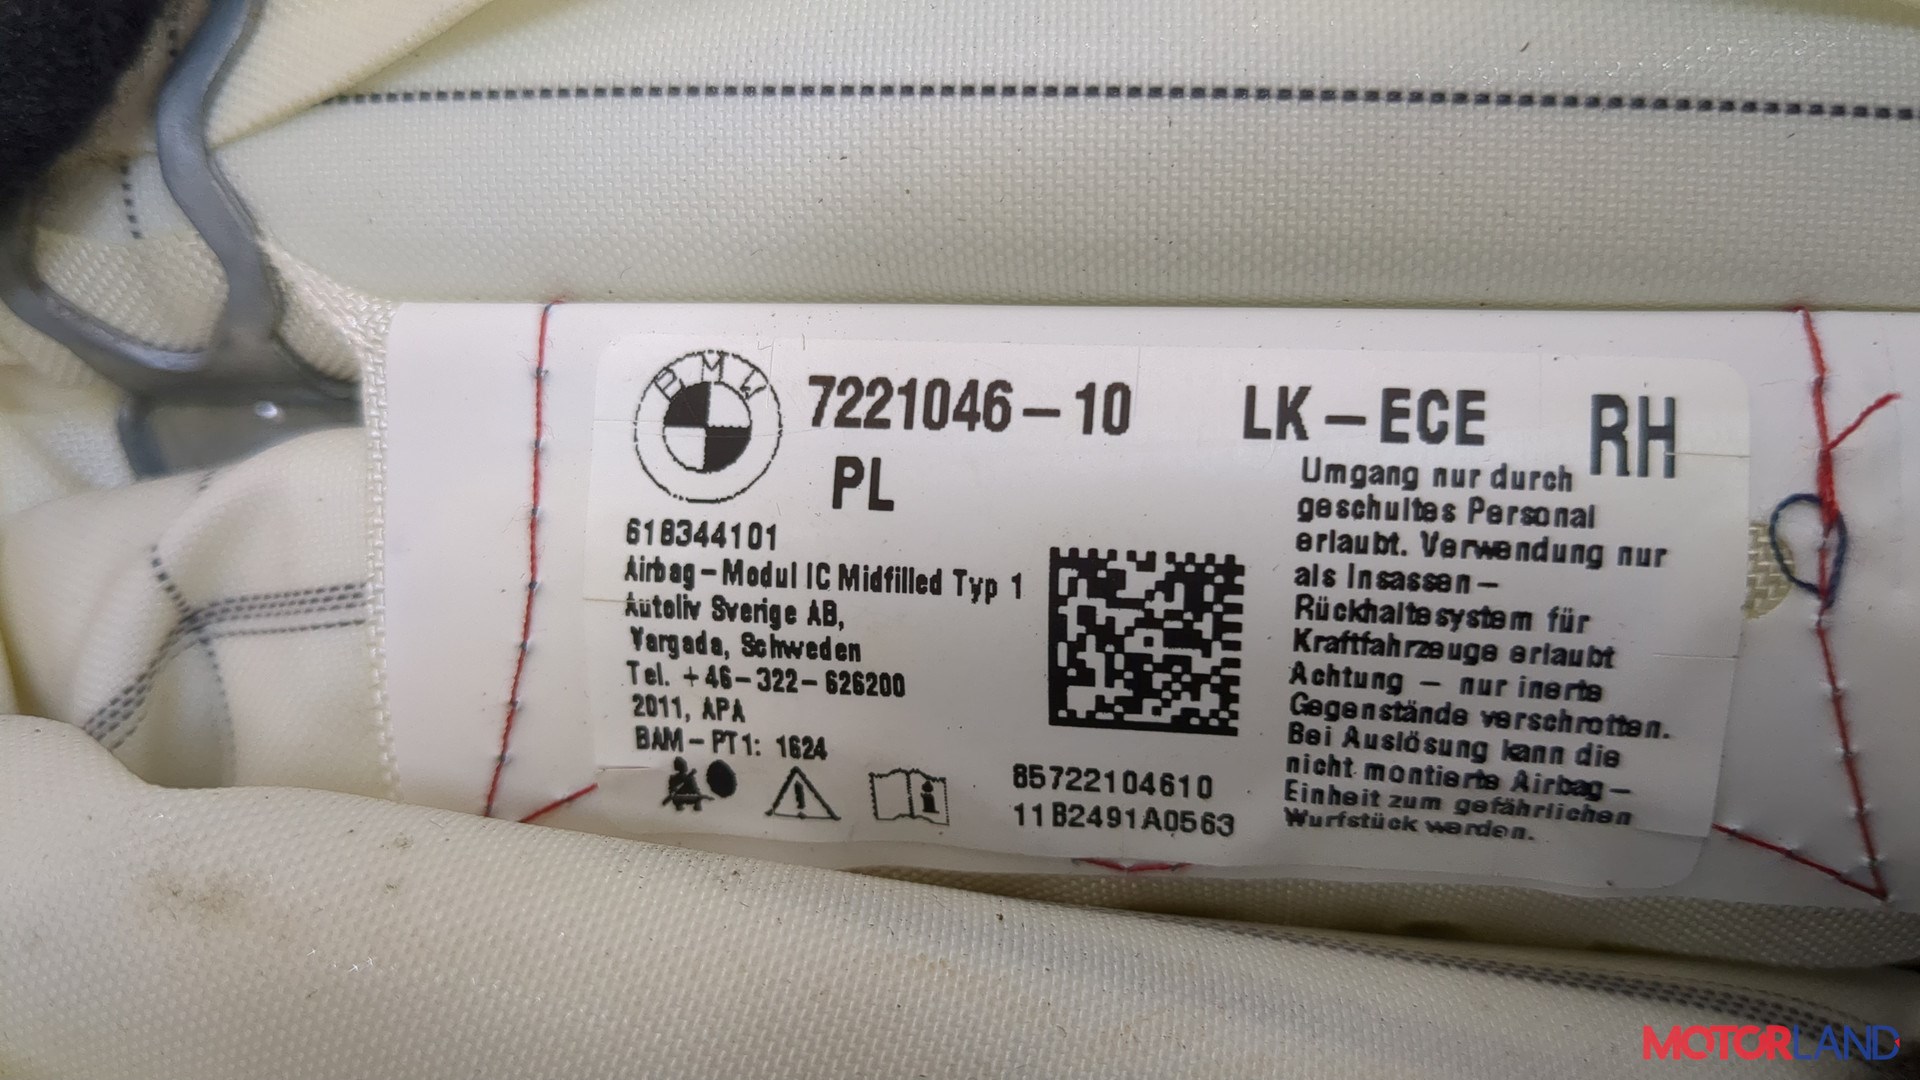 BMW
7221046-10 LK-ECE RH
PL
618344101
Airbag-Modul IC Midfilled Typ 1
Autoliv Sverige AB,
Vargada, Schweden
Tel. +46-322-626200
2011, APA
BAM-PT1: 1624
85722104610
11B2491A0563
Umgang nur durch
geschultes Personal
erlaubt. Verwendung nur
als Insassen-
Rückhaltesystem für
Kraftfahrzeuge erlaubt
Achtung - nur inerte
Gegenstände verschrotten.
Bei Auslösung kann die
nicht montierte Airbag-
Einheit zum gefährlichen
Wurfstück werden.
MOTORLAND